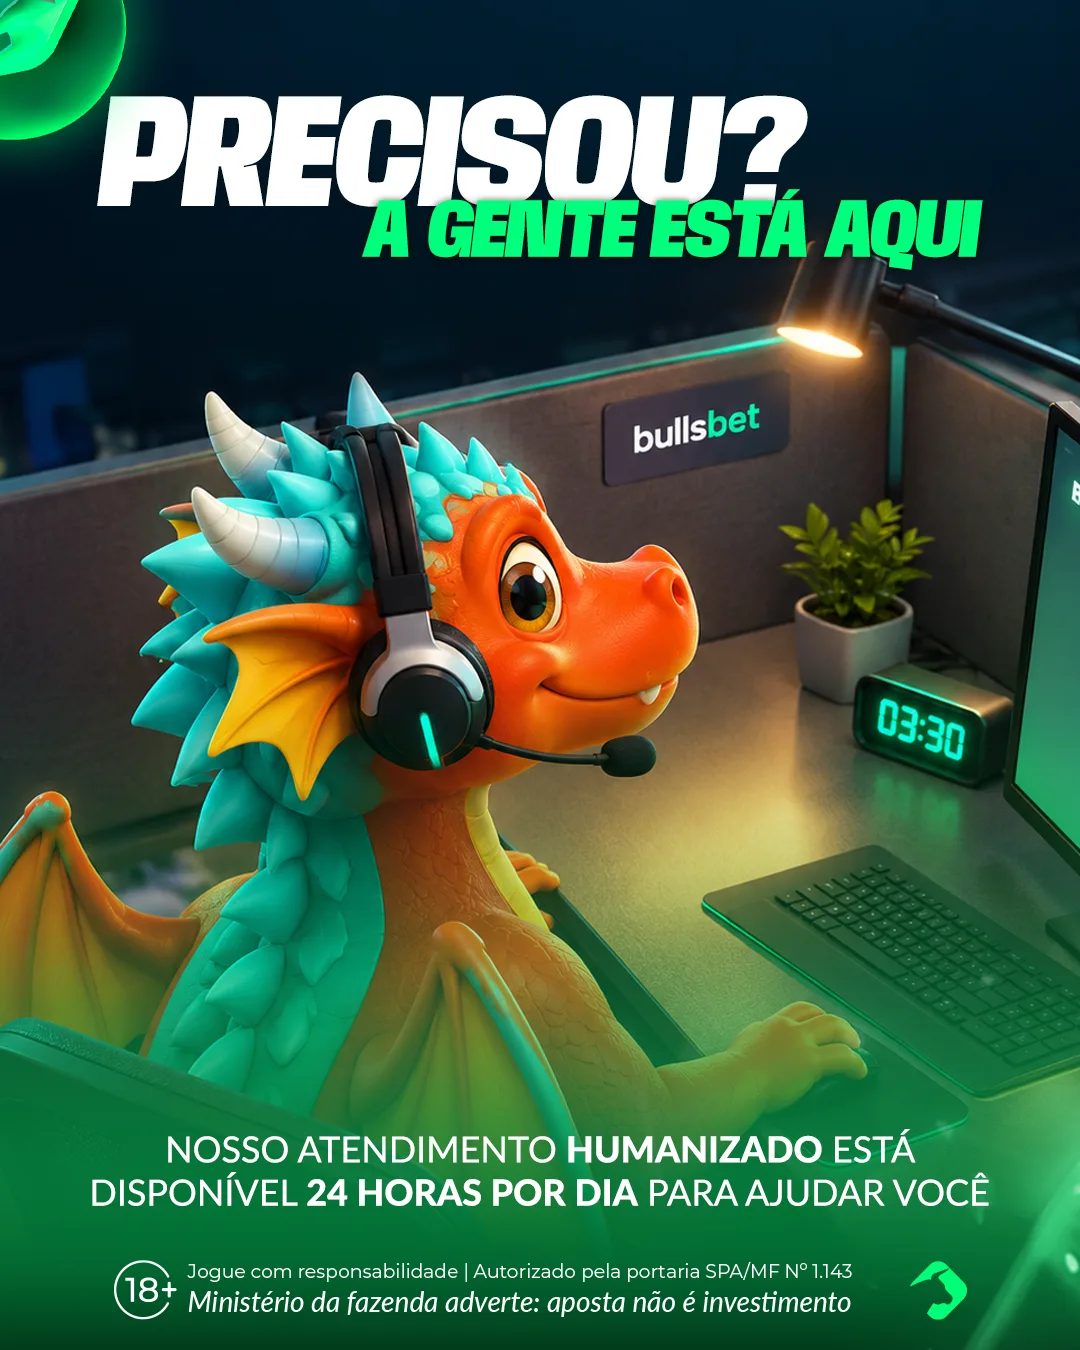 PRECISOU?
A GENTE ESTÁ AQUI
bullsbet
03:30
NOSSO ATENDIMENTO HUMANIZADO ESTÁ
DISPONÍVEL 24 HORAS POR DIA PARA AJUDAR VOCÊ
18+
Jogue com responsabilidade | Autorizado pela portaria SPA/MF Nº 1.143
Ministério da fazenda adverte: aposta não é investimento